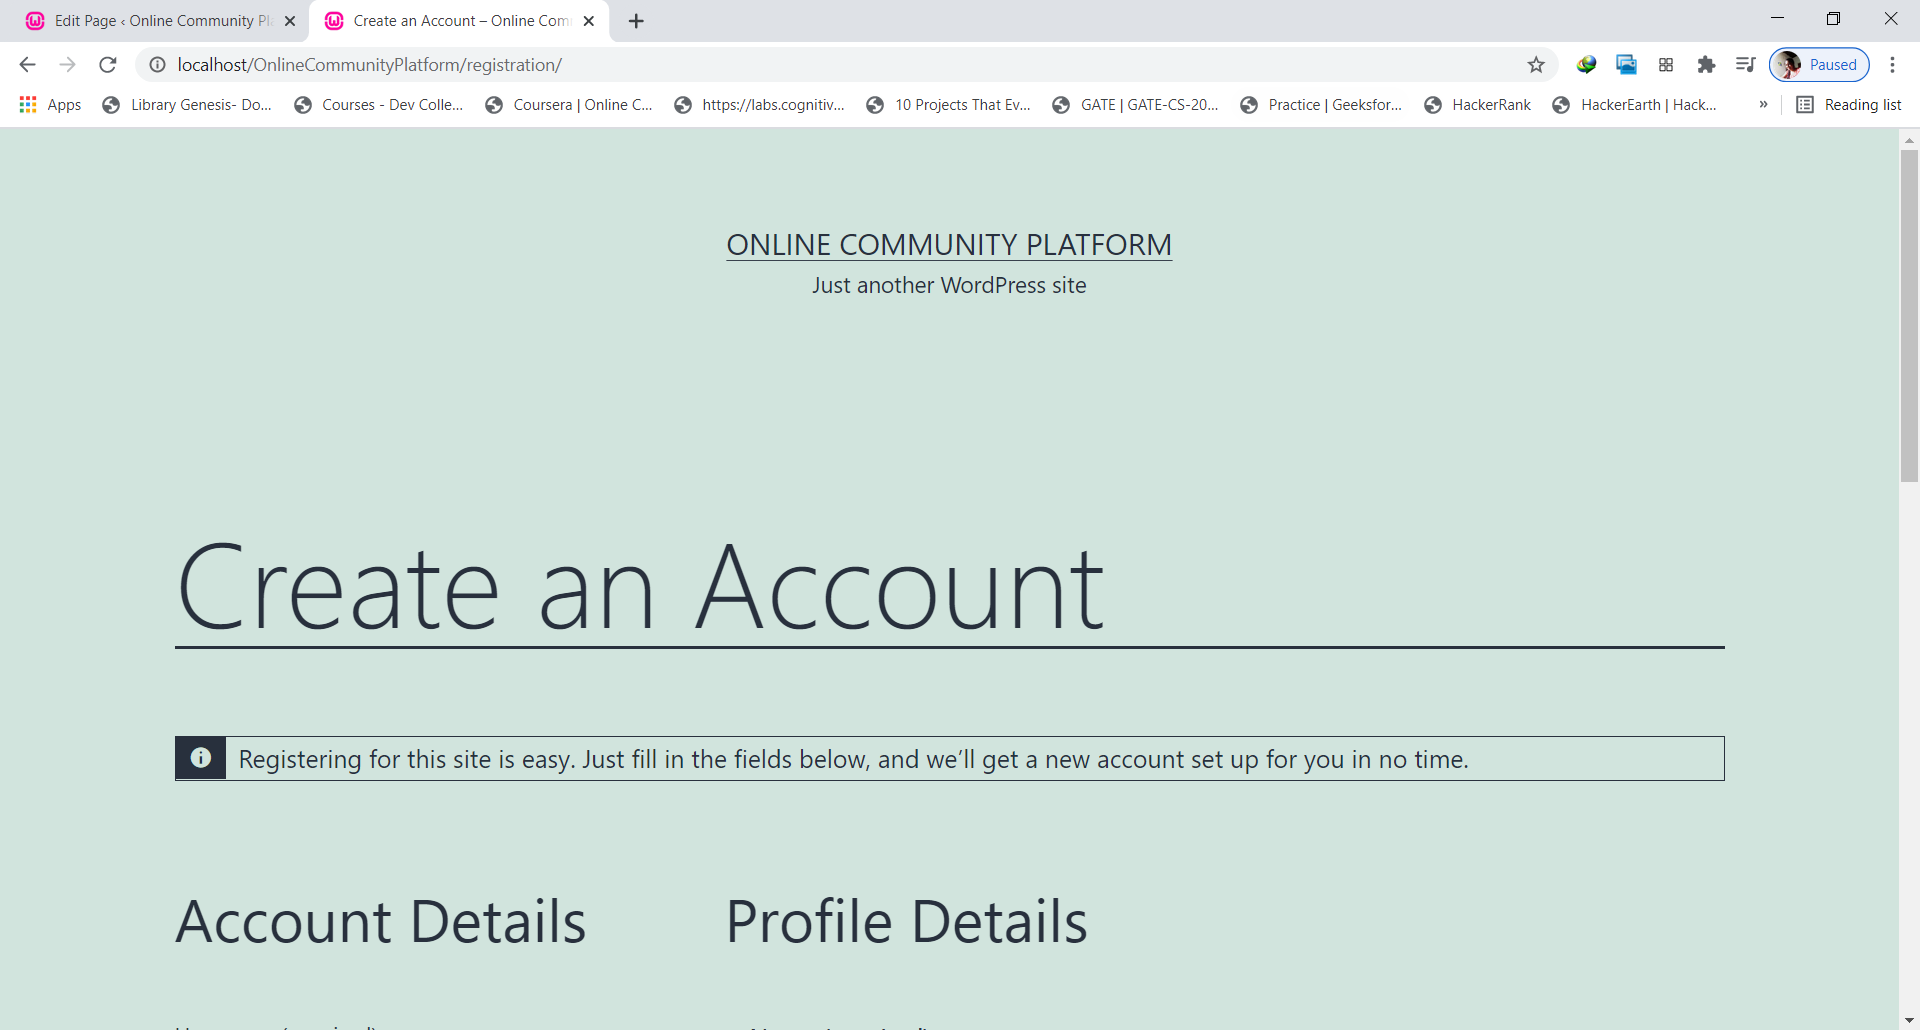 Edit Page ‹ Online Community Pl
Create an Account – Online Com
localhost/OnlineCommunityPlatform/registration/
Paused
Apps
Library Genesis- Do...
Courses - Dev Colle...
Coursera | Online C...
https://labs.cognitiv...
10 Projects That Ev...
GATE | GATE-CS-20...
Practice | Geeksfor...
HackerRank
HackerEarth | Hack...
»
Reading list
ONLINE COMMUNITY PLATFORM
Just another WordPress site
Create an Account
Registering for this site is easy. Just fill in the fields below, and we’ll get a new account set up for you in no time.
Account Details
Profile Details